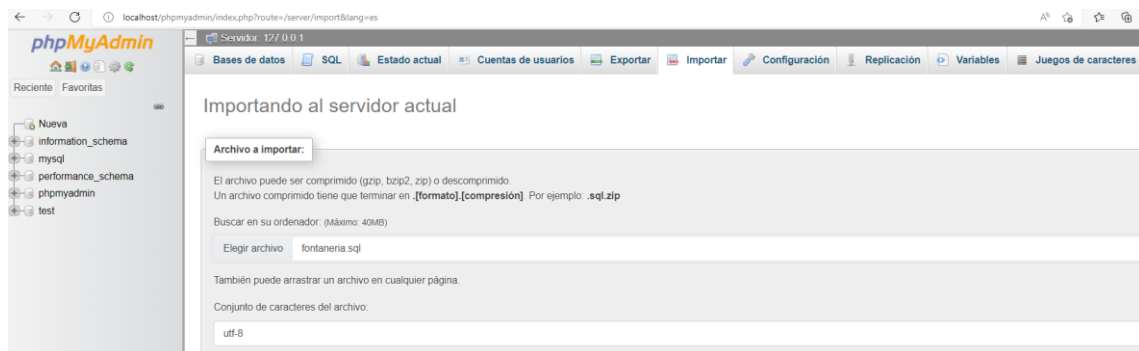 localhost/phpmyadmin/index.php?route=/server/import&lang=es
phpMyAdmin
Reciente Favoritas
Nueva
information_schema
mysql
performance_schema
phpmyadmin
test
Servidor: 127.0.0.1
Bases de datos SQL Estado actual Cuentas de usuarios Exportar Importar Configuración Replicación Variables Juegos de caracteres
Importando al servidor actual
Archivo a importar:
El archivo puede ser comprimido (gzip, bzip2, zip) o descomprimido.
Un archivo comprimido tiene que terminar en .[formato].[compresión]. Por ejemplo: .sql.zip
Buscar en su ordenador: (Máximo: 40MB)
Elegir archivo fontaneria.sql
También puede arrastrar un archivo en cualquier página.
Conjunto de caracteres del archivo:
utf-8